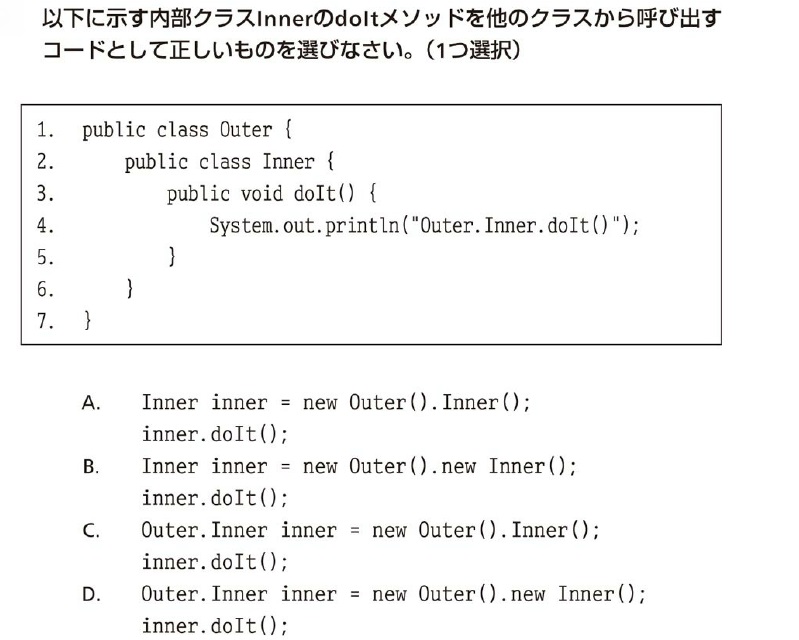 以下に示す内部クラスInnerのdoItメソッドを他のクラスから呼び出す
コードとして正しいものを選びなさい。（1つ選択）
1. public class Outer {
2. public class Inner {
3. public void doIt() {
4. System.out.println("Outer.Inner.doIt()");
5. }
6. }
7. }
A. Inner inner = new Outer().Inner();
inner.doIt();
B. Inner inner = new Outer().new Inner();
inner.doIt();
C. Outer.Inner inner = new Outer().Inner();
inner.doIt();
D. Outer.Inner inner = new Outer().new Inner();
inner.doIt();